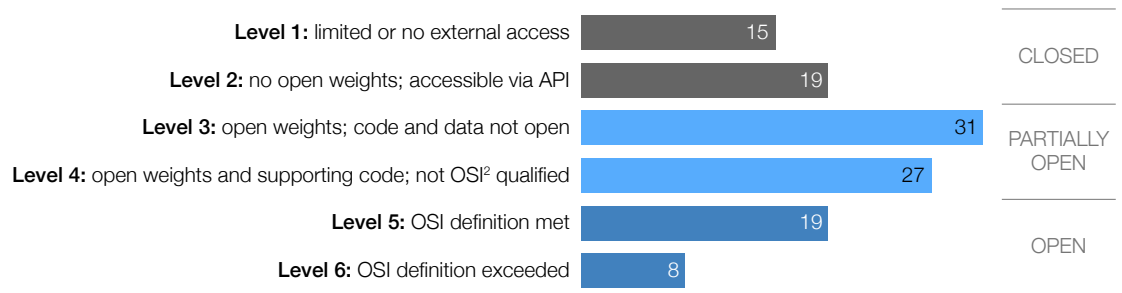 Level 1: limited or no external access 15
CLOSED
Level 2: no open weights; accessible via API 19
Level 3: open weights; code and data not open 31
PARTIALLY
OPEN
Level 4: open weights and supporting code; not OSI² qualified 27
Level 5: OSI definition met 19
OPEN
Level 6: OSI definition exceeded 8